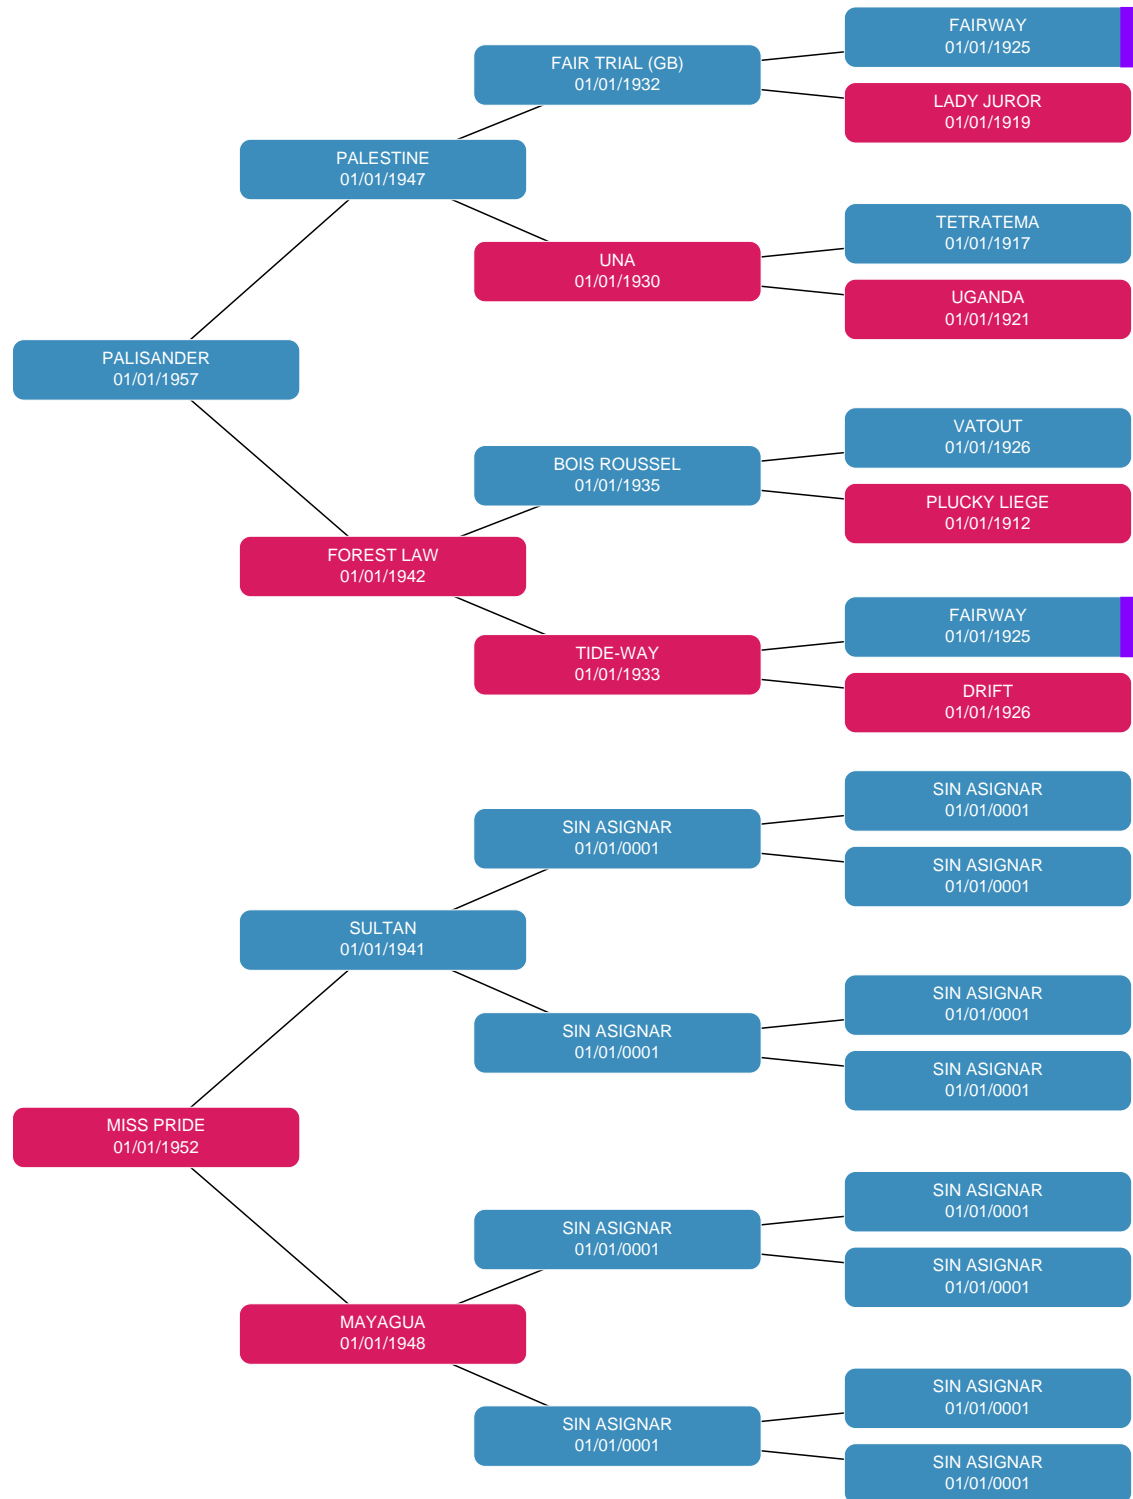 FAIRWAY
01/01/1925
FAIR TRIAL (GB)
01/01/1932
LADY JUROR
01/01/1919
PALESTINE
01/01/1947
TETRATEMA
01/01/1917
UNA
01/01/1930
UGANDA
01/01/1921
PALISANDER
01/01/1957
VATOUT
01/01/1926
BOIS ROUSSEL
01/01/1935
PLUCKY LIEGE
01/01/1912
FOREST LAW
01/01/1942
FAIRWAY
01/01/1925
TIDE-WAY
01/01/1933
DRIFT
01/01/1926
SIN ASIGNAR
01/01/0001
SIN ASIGNAR
01/01/0001
SIN ASIGNAR
01/01/0001
SULTAN
01/01/1941
SIN ASIGNAR
01/01/0001
SIN ASIGNAR
01/01/0001
SIN ASIGNAR
01/01/0001
MISS PRIDE
01/01/1952
SIN ASIGNAR
01/01/0001
SIN ASIGNAR
01/01/0001
SIN ASIGNAR
01/01/0001
MAYAGUA
01/01/1948
SIN ASIGNAR
01/01/0001
SIN ASIGNAR
01/01/0001
SIN ASIGNAR
01/01/0001